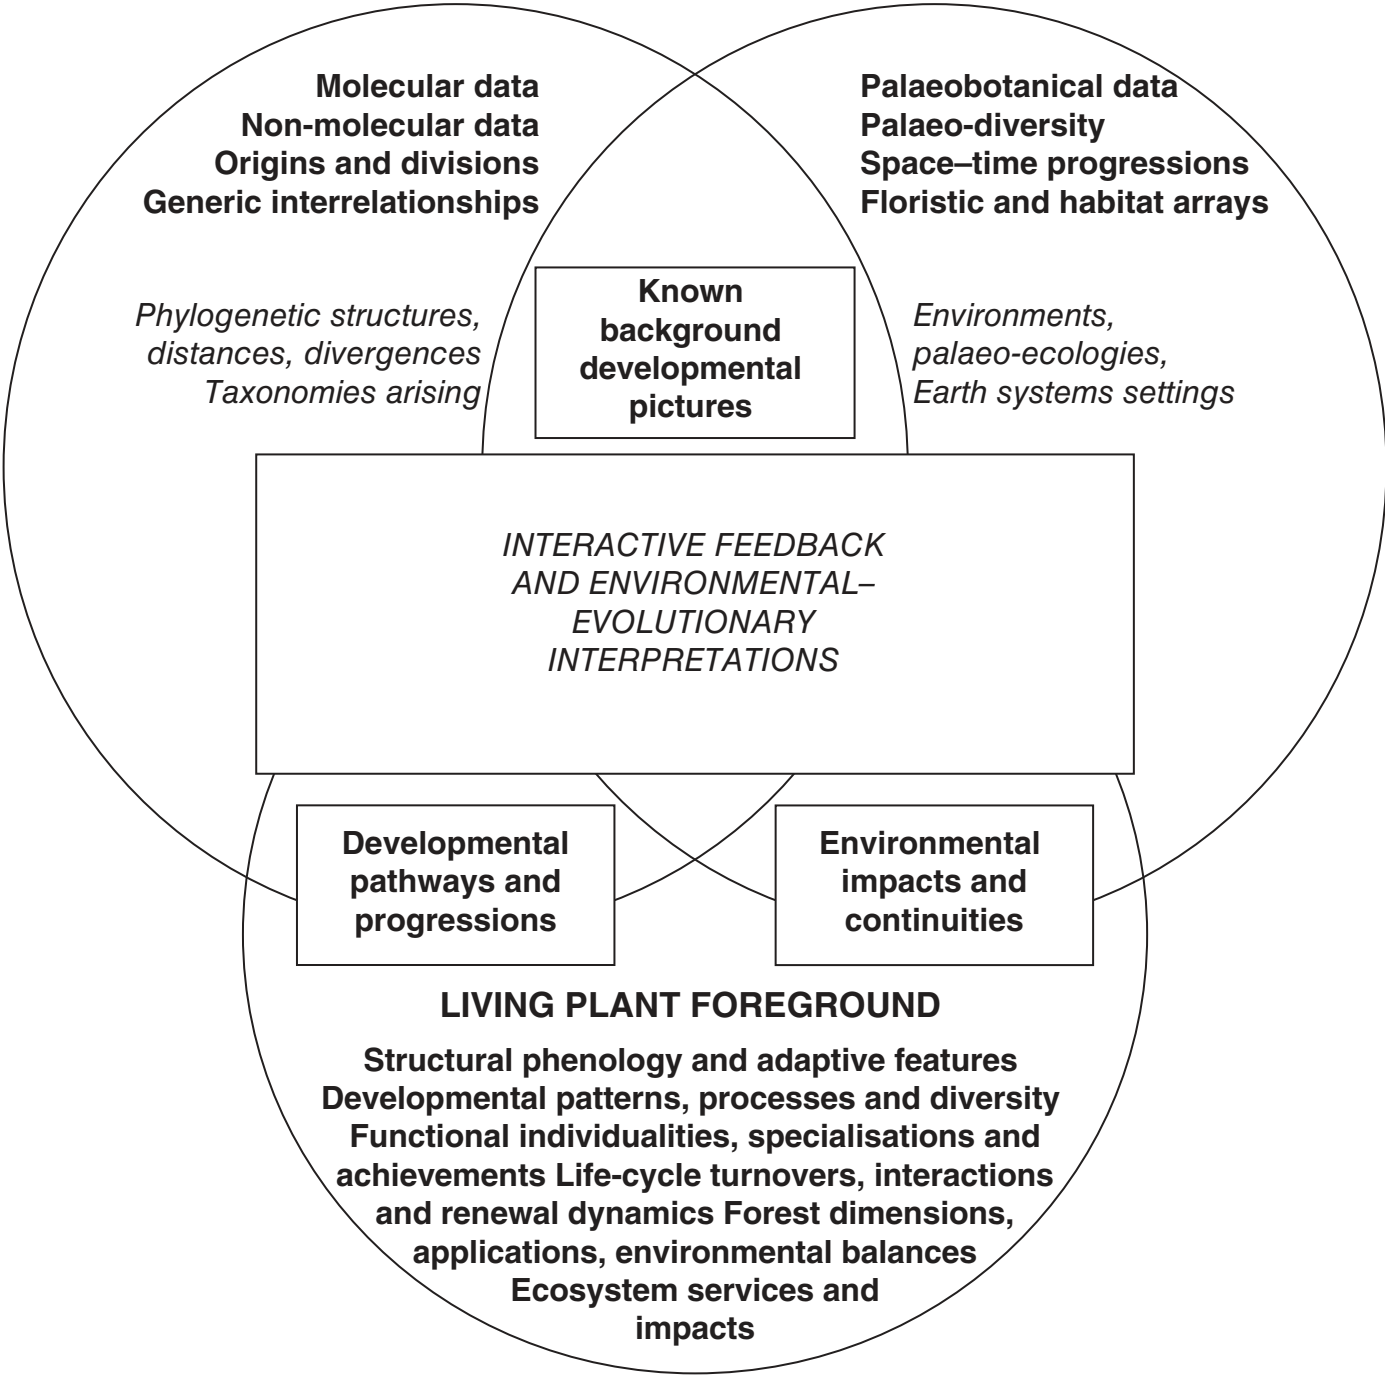 Molecular data
Non-molecular data
Origins and divisions
Generic interrelationships
Palaeobotanical data
Palaeo-diversity
Space–time progressions
Floristic and habitat arrays
Phylogenetic structures,
distances, divergences
Taxonomies arising
Known
background
developmental
pictures
Environments,
palaeo-ecologies,
Earth systems settings
INTERACTIVE FEEDBACK
AND ENVIRONMENTAL–
EVOLUTIONARY
INTERPRETATIONS
Developmental
pathways and
progressions
Environmental
impacts and
continuities
LIVING PLANT FOREGROUND
Structural phenology and adaptive features
Developmental patterns, processes and diversity
Functional individualities, specialisations and
achievements Life-cycle turnovers, interactions
and renewal dynamics Forest dimensions,
applications, environmental balances
Ecosystem services and
impacts